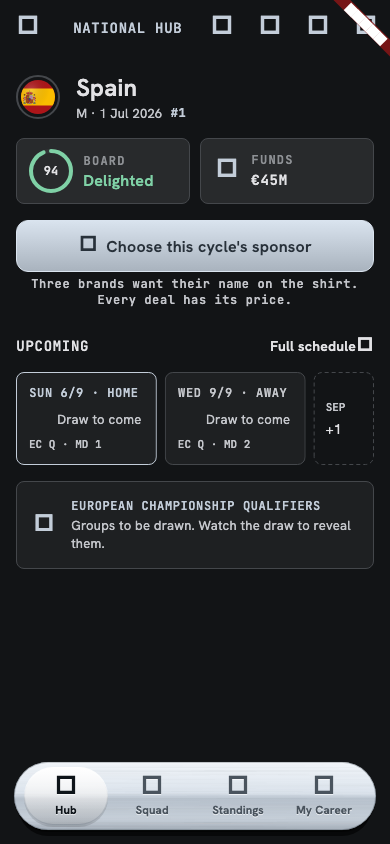 NATIONAL HUB
Spain
M · 1 Jul 2026 #1
94
BOARD
Delighted
FUNDS
€45M
Choose this cycle's sponsor
Three brands want their name on the shirt.
Every deal has its price.
UPCOMING
Full schedule
SUN 6/9 · HOME
Draw to come
EC Q · MD 1
WED 9/9 · AWAY
Draw to come
EC Q · MD 2
SEP
+1
EUROPEAN CHAMPIONSHIP QUALIFIERS
Groups to be drawn. Watch the draw to reveal
them.
Hub
Squad
Standings
My Career